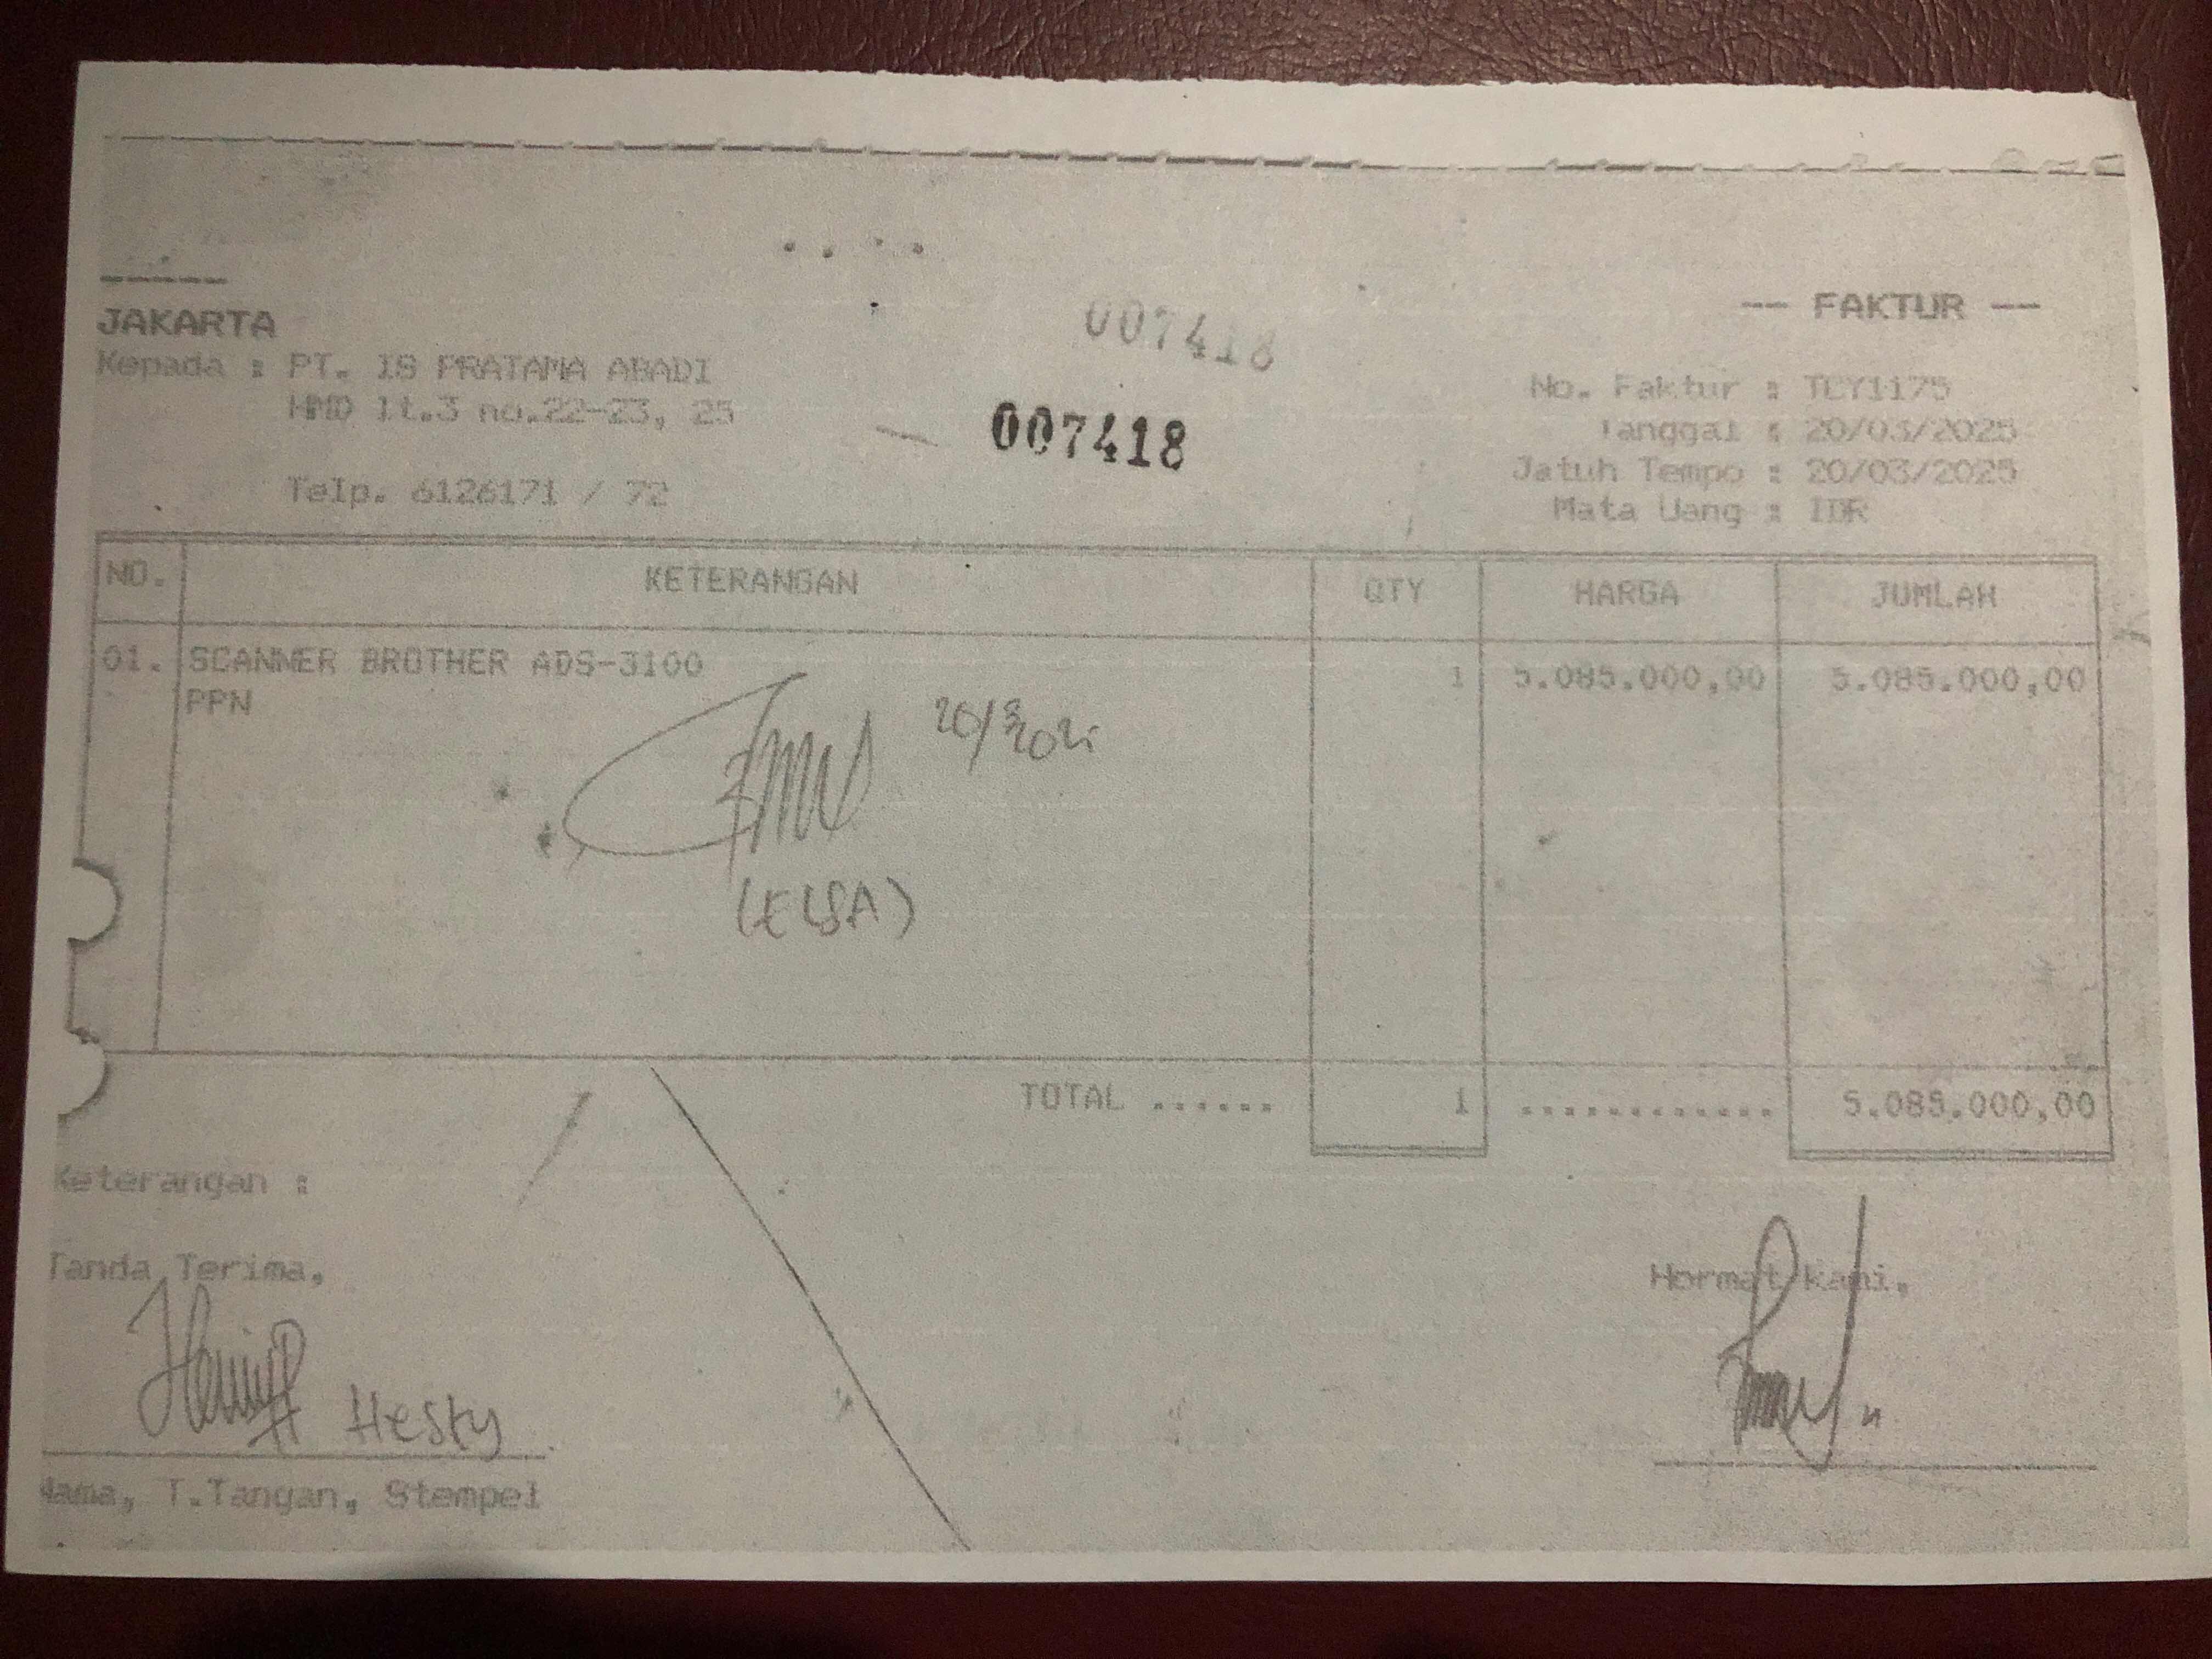 JAKARTA
-- FAKTUR --
007418
Kepada : PT. IS PRATAMA ABADI
HMD lt.3 no.22-23, 25
007418
No. Faktur : TCY1175
Tanggal : 20/03/2025
Jatuh Tempo : 20/03/2025
Telp. 6126171 / 72
Mata Uang : IDR
NO. KETERANGAN QTY HARGA JUMLAH
01. SCANNER BROTHER ADS-3100 1 5.085.000,00 5.085.000,00
PPN
(ELSA)
TOTAL ...... 1 ............ 5.085.000,00
Keterangan :
Tanda Terima,
Hormat kami,
Hesty
Nama, T.Tangan, Stempel